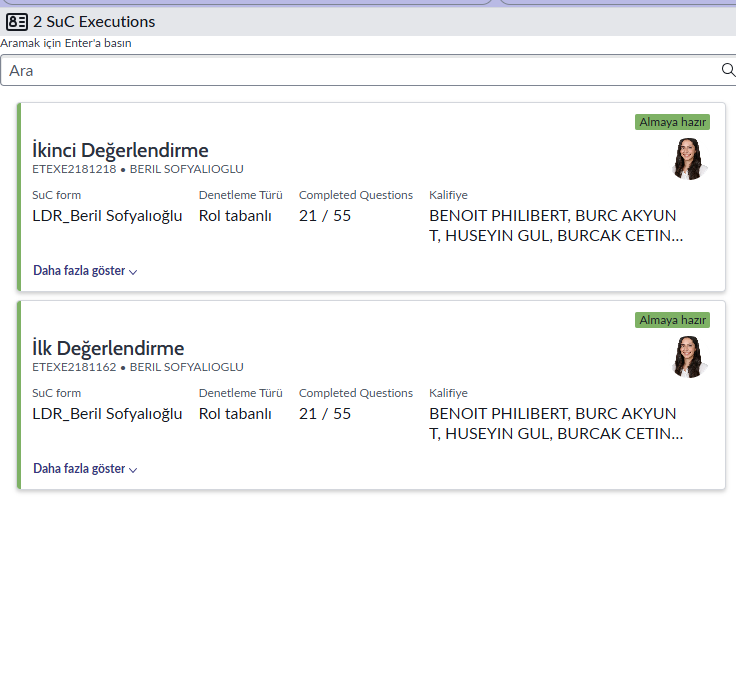 2 SuC Executions
Aramak için Enter'a basın
Ara
Almaya hazır
İkinci Değerlendirme
ETEXE2181218 • BERIL SOFYALIOGLU
SuC form Denetleme Türü Completed Questions Kalifiye
LDR_Beril Sofyalıoğlu Rol tabanlı 21 / 55 BENOIT PHILIBERT, BURC AKYUN
T, HUSEYIN GUL, BURCAK CETIN...
Daha fazla göster
Almaya hazır
İlk Değerlendirme
ETEXE2181162 • BERIL SOFYALIOGLU
SuC form Denetleme Türü Completed Questions Kalifiye
LDR_Beril Sofyalıoğlu Rol tabanlı 21 / 55 BENOIT PHILIBERT, BURC AKYUN
T, HUSEYIN GUL, BURCAK CETIN...
Daha fazla göster